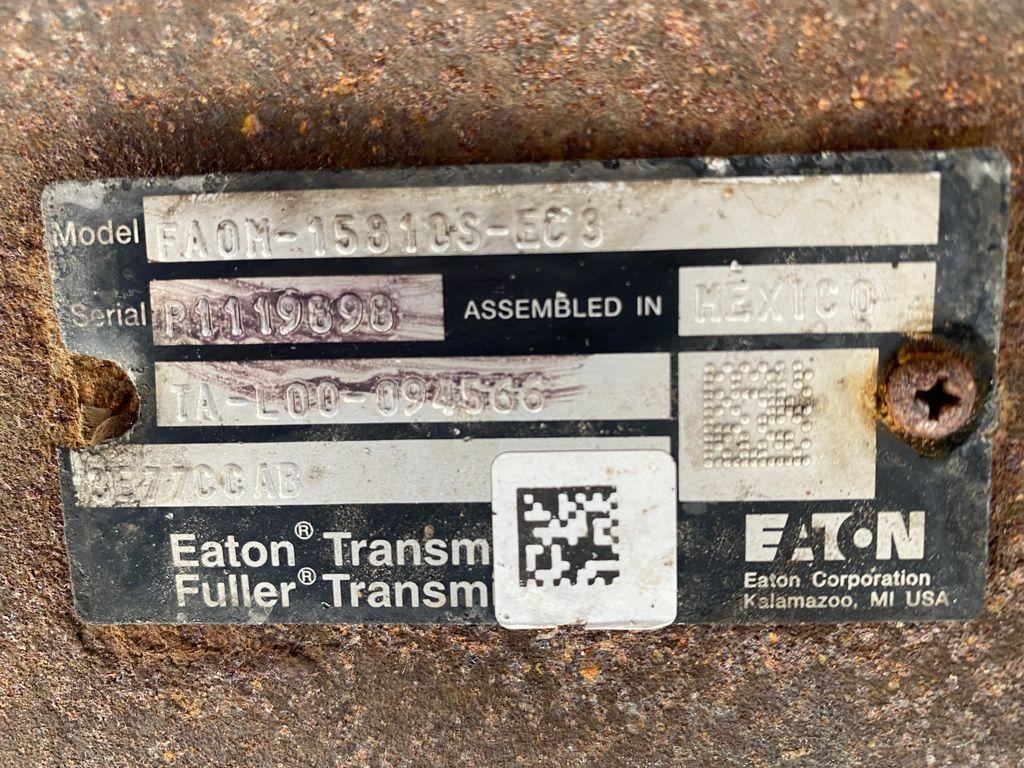 Model FAOM-15810S-EC3
Serial P1119898 ASSEMBLED IN MEXICO
TA-L00-094566
Eaton® Transm
Fuller® Transm
EATON
Eaton Corporation
Kalamazoo, MI USA